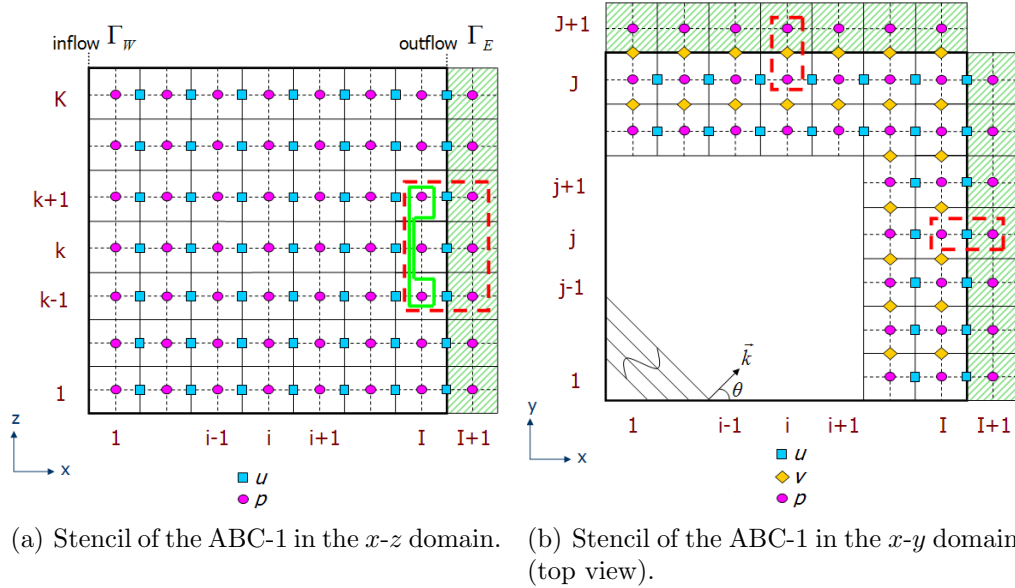 inflow Γ_W
outflow Γ_E
K
k+1
k
k-1
1
z
x
1 i-1 i i+1 I I+1
u
p
(a) Stencil of the ABC-1 in the x-z domain.
J+1
J
j+1
j
j-1
1
k⃗
θ
y
x
1 i-1 i i+1 I I+1
u
v
p
(b) Stencil of the ABC-1 in the x-y domain
(top view).